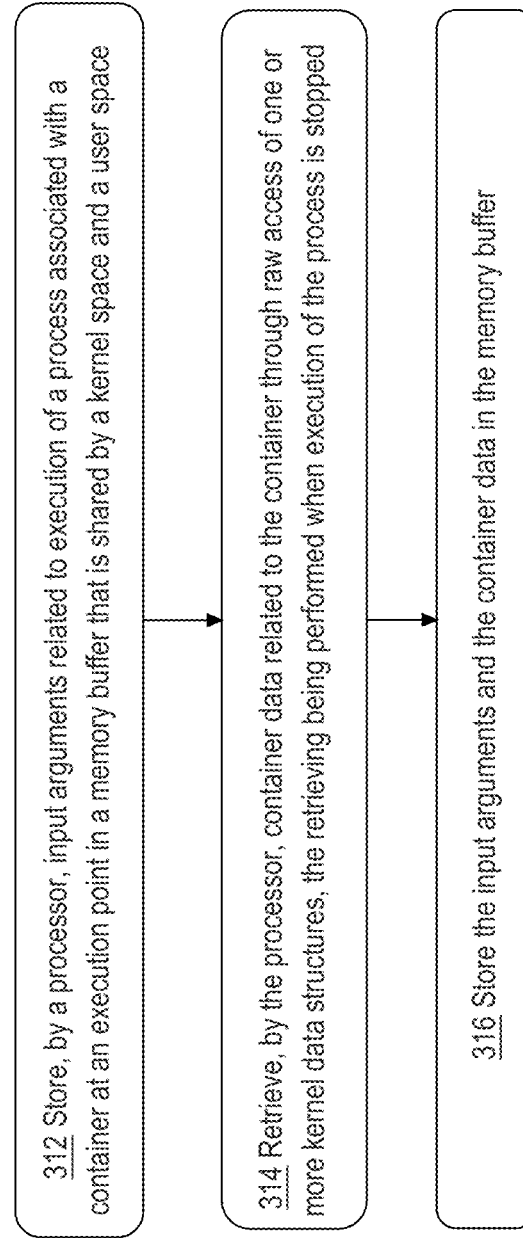 312 Store, by a processor, input arguments related to execution of a process associated with a
container at an execution point in a memory buffer that is shared by a kernel space and a user space
314 Retrieve, by the processor, container data related to the container through raw access of one or
more kernel data structures, the retrieving being performed when execution of the process is stopped
316 Store the input arguments and the container data in the memory buffer